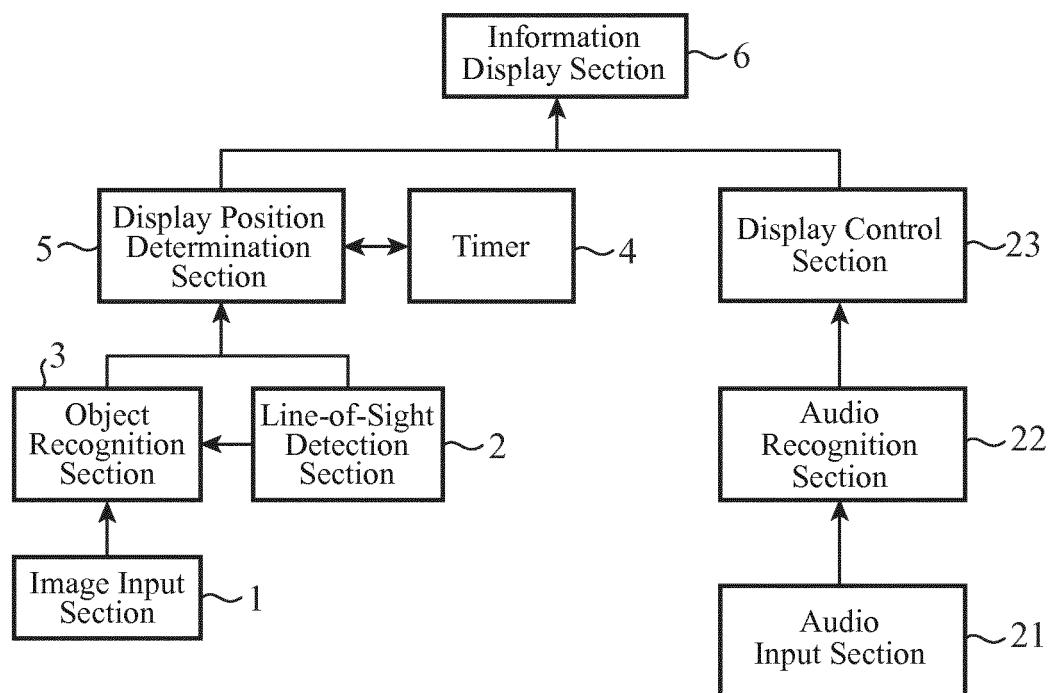 Information
Display Section
6
Display Position
Determination
Section
5
Timer
4
Display Control
Section
23
3
Object
Recognition
Section
Line-of-Sight
Detection
Section
2
Audio
Recognition
Section
22
Image Input
Section
1
Audio
Input Section
21